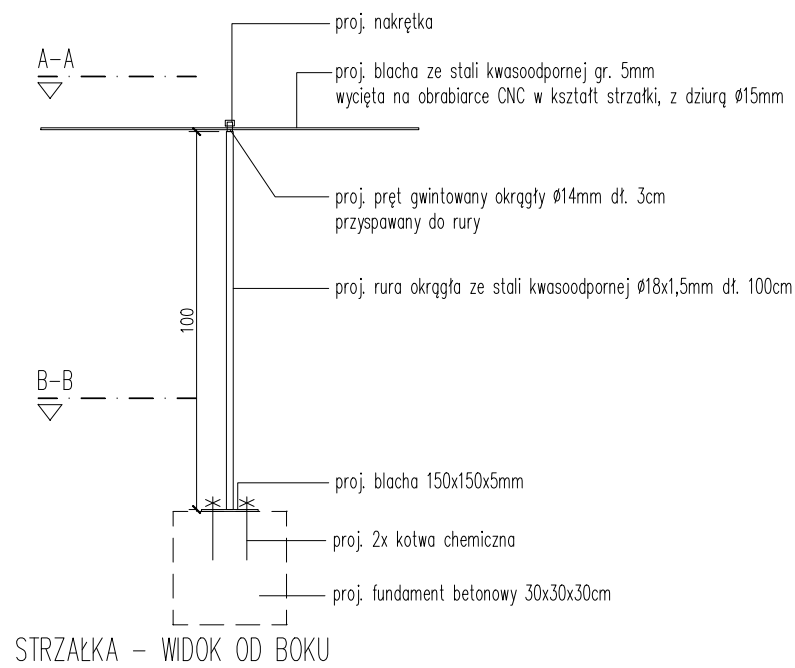 proj. nakrętka
A-A
proj. blacha ze stali kwasoodpornej gr. 5mm
wycięta na obrabiarce CNC w kształt strzałki, z dziurą Ø15mm
proj. pręt gwintowany okrągły Ø14mm dł. 3cm
przyspawany do rury
proj. rura okrągła ze stali kwasoodpornej Ø18x1,5mm dł. 100cm
100
B-B
proj. blacha 150x150x5mm
proj. 2x kotwa chemiczna
proj. fundament betonowy 30x30x30cm
STRZAŁKA - WIDOK OD BOKU